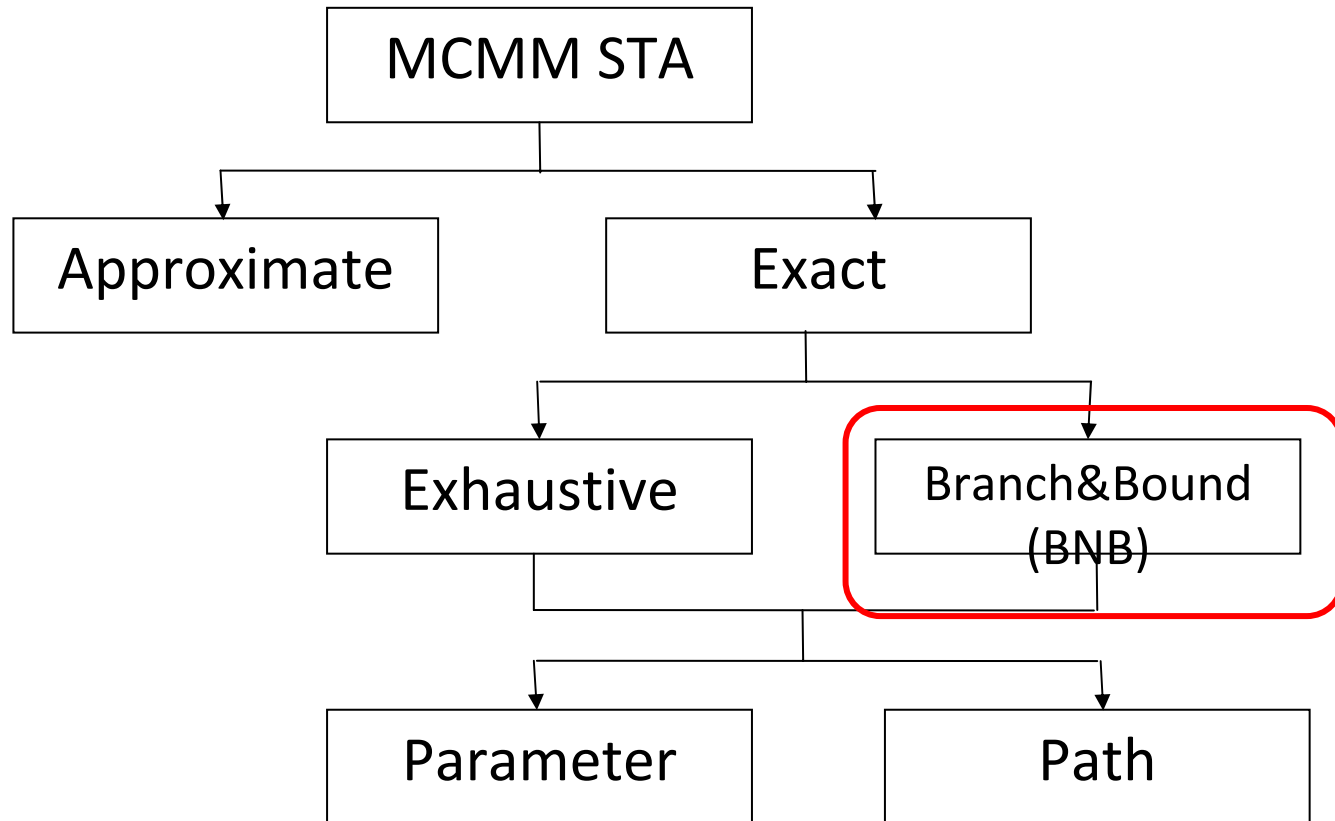 MCMM STA
Approximate
Exact
Exhaustive
Branch&Bound
(BNB)
Parameter
Path